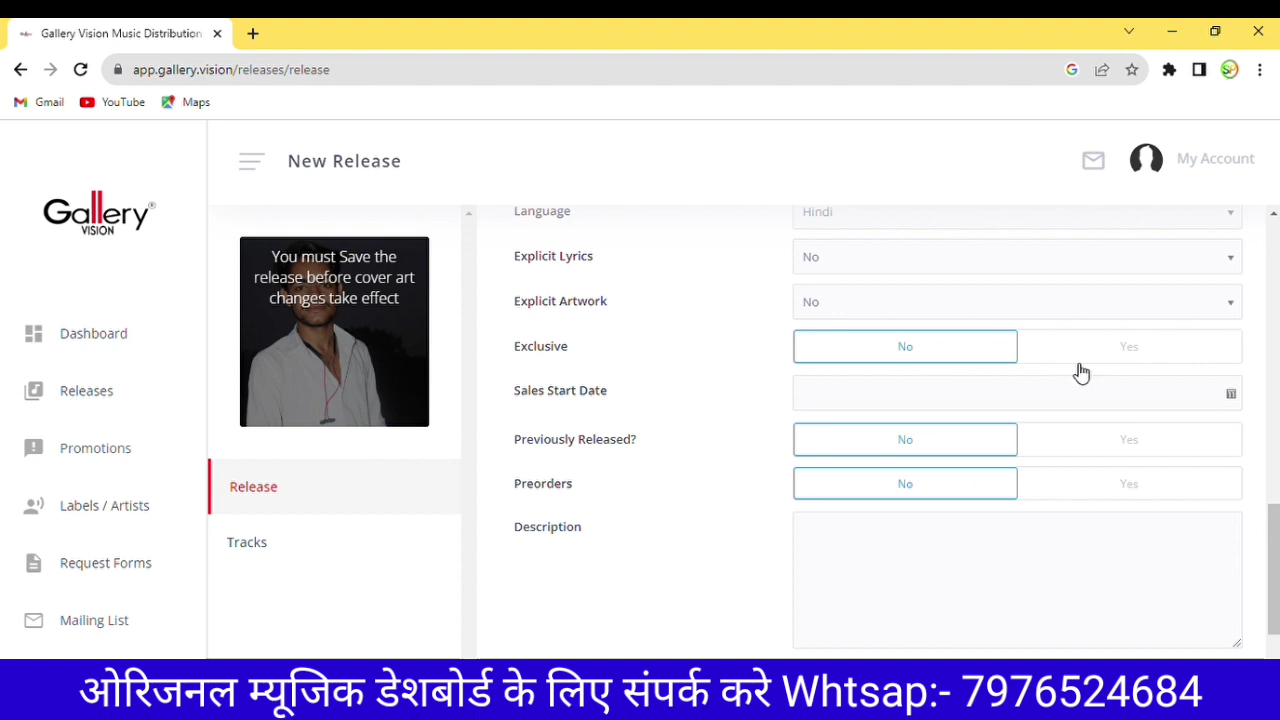 Gallery Vision Music Distribution
app.gallery.vision/releases/release
Gmail
YouTube
Maps
Gallery®
VISION
New Release
My Account
Dashboard
Releases
Promotions
Labels / Artists
Request Forms
Mailing List
You must Save the
release before cover art
changes take effect
Release
Tracks
Language
Hindi
Explicit Lyrics
No
Explicit Artwork
No
Exclusive
No
Yes
Sales Start Date
Previously Released?
No
Yes
Preorders
No
Yes
Description
ओरिजनल म्यूजिक डेशबोर्ड के लिए संपर्क करे Whtsap:- 7976524684